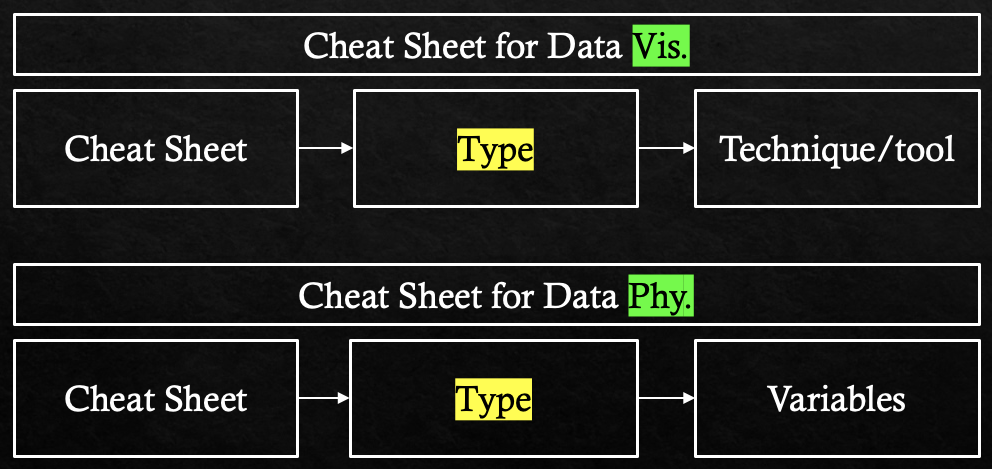 Cheat Sheet for Data Vis.
Cheat Sheet
Type
Technique/tool
Cheat Sheet for Data Phy.
Cheat Sheet
Type
Variables